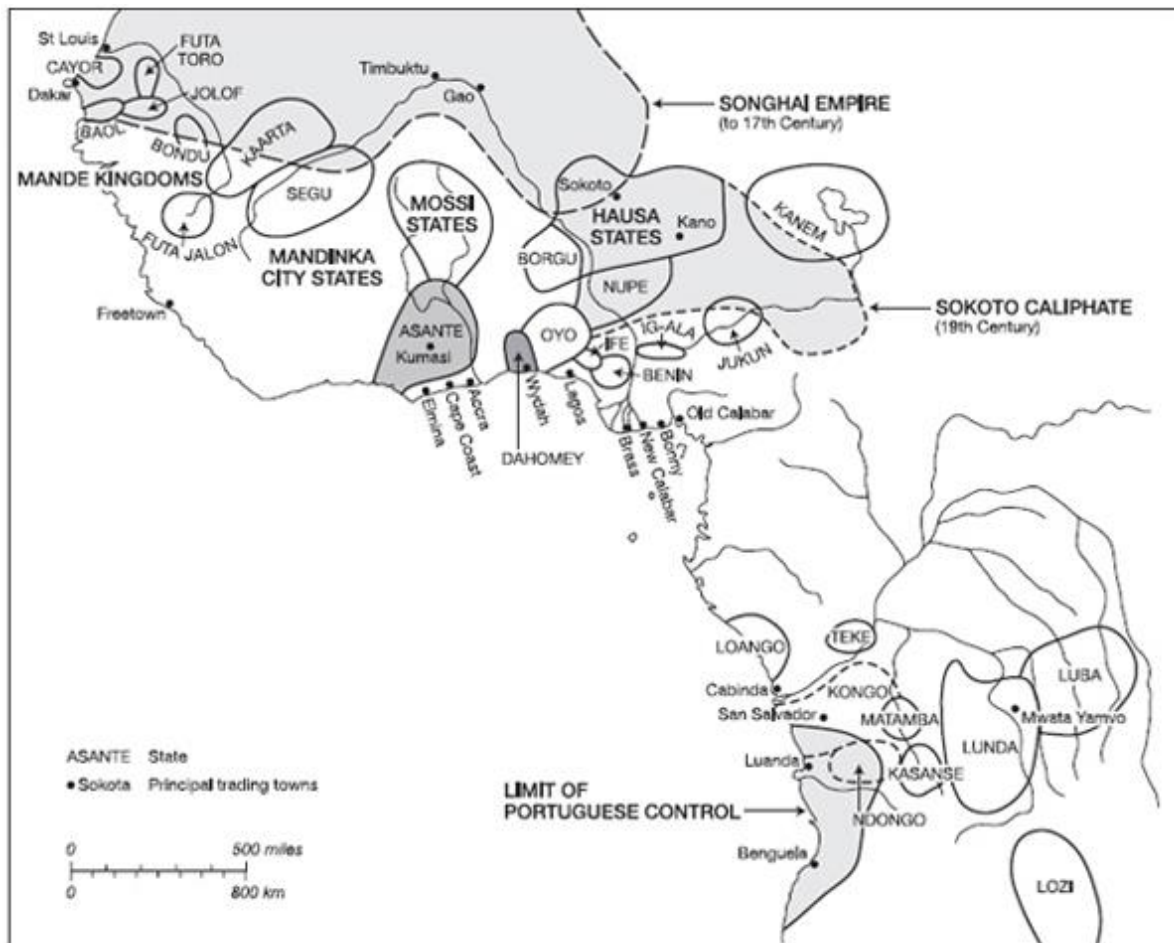 St Louis
FUTA
TORO
CAYOR
Dakar
JOLOF
BAOL
BONDU
KAARTA
Timbuktu
Gao
SONGHAI EMPIRE
(to 17th Century)
MANDE KINGDOMS
SEGU
FUTA JALON
MANDINKA
CITY STATES
MOSSI
STATES
Sokoto
HAUSA
STATES
Kano
KANEM
BORGU
NUPE
Freetown
ASANTE
Kumasi
OYO
IFE
IG-ALA
JUKUN
SOKOTO CALIPHATE
(19th Century)
BENIN
Elmina
Cape Coast
Accra
Wydah
Lagos
DAHOMEY
Brass
New Calabar
Bonny
Old Calabar
LOANGO
TEKE
Cabinda
KONGO
LUBA
San Salvador
MATAMBA
Mwata Yamvo
LUNDA
Luanda
KASANSE
LIMIT OF
PORTUGUESE CONTROL
NDONGO
Benguela
LOZI
ASANTE State
Sokota Principal trading towns
0 500 miles
0 800 km